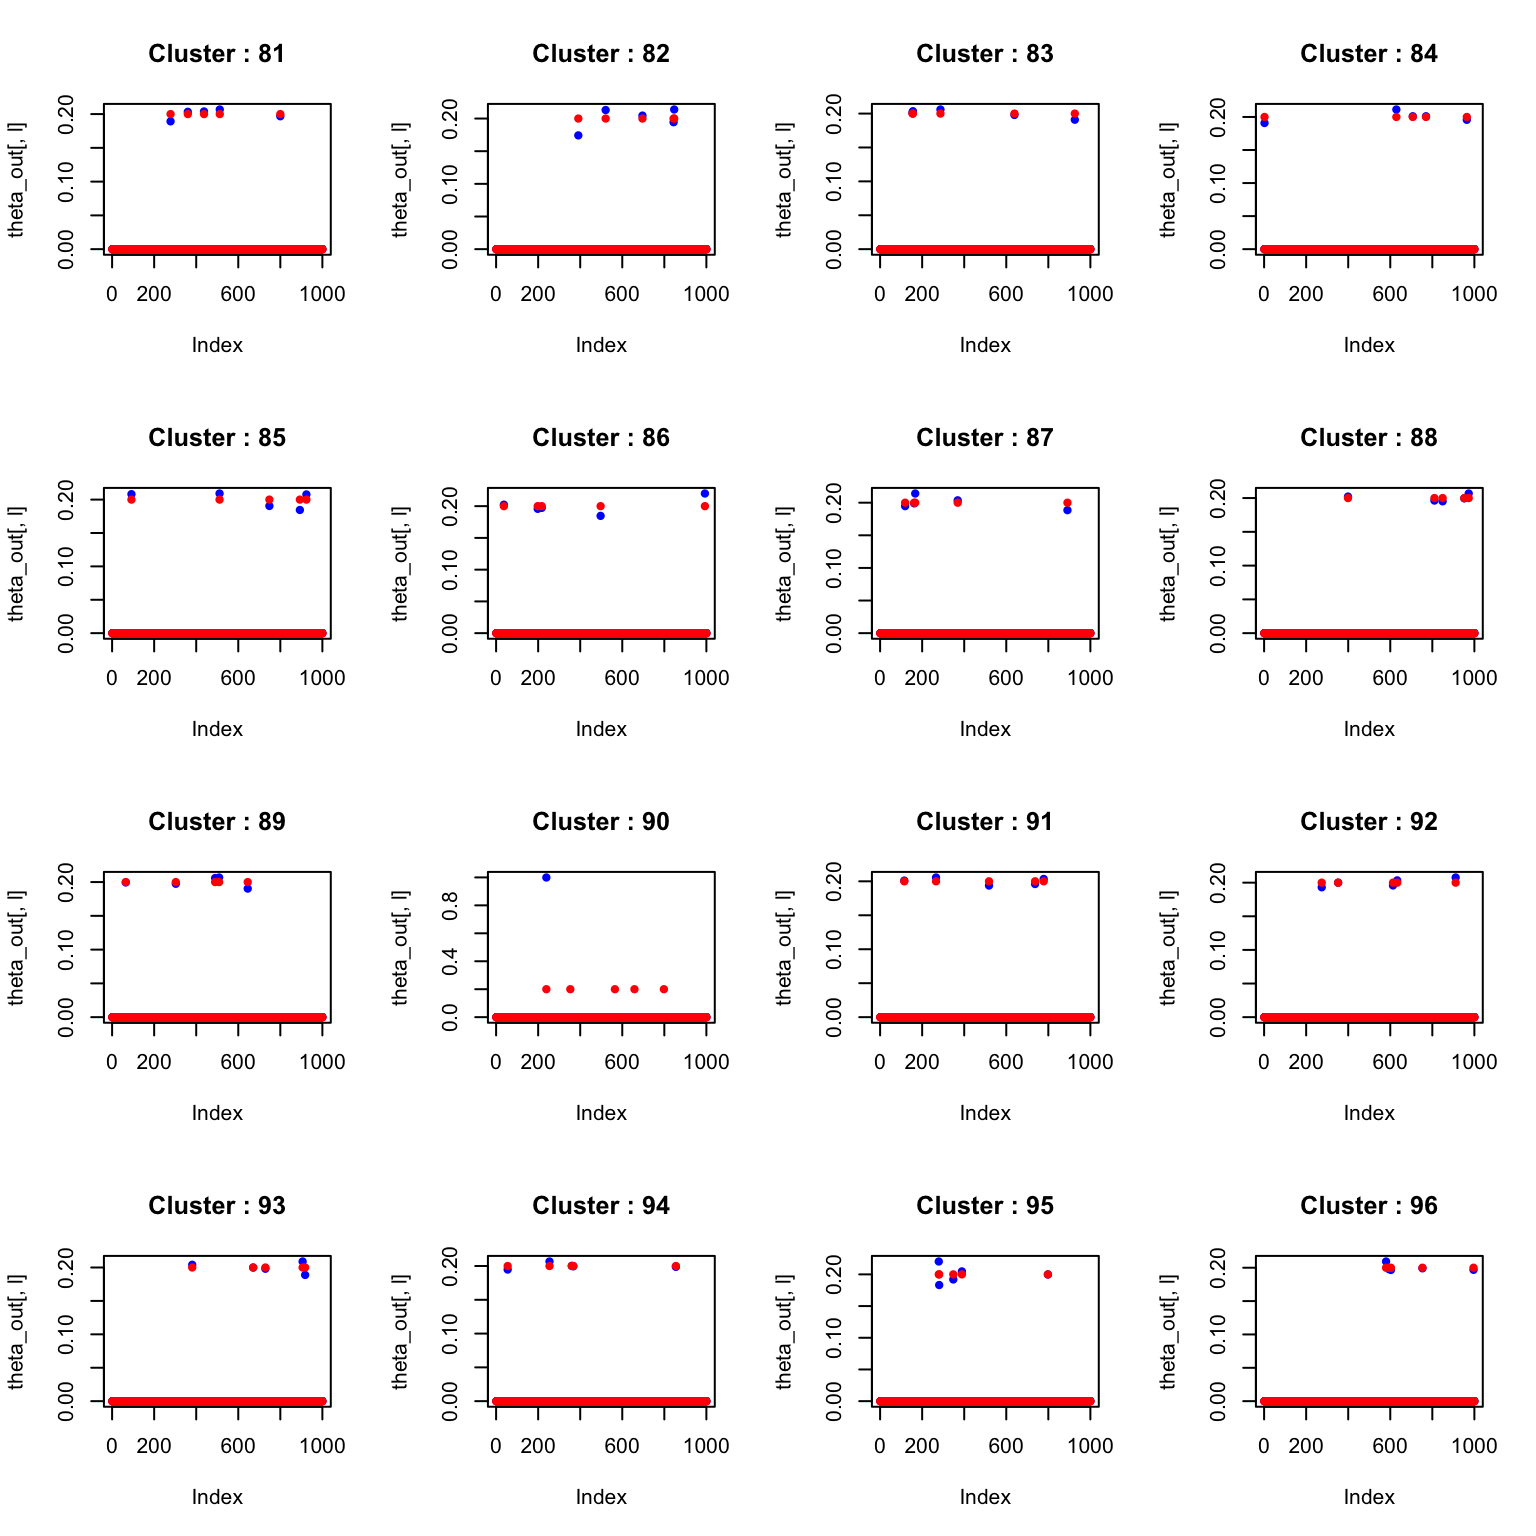 Cluster : 81
theta_out[, l]
0.00 0.10 0.20
0 200 600 1000
Index
Cluster : 82
theta_out[, l]
0.00 0.10 0.20
0 200 600 1000
Index
Cluster : 83
theta_out[, l]
0.00 0.10 0.20
0 200 600 1000
Index
Cluster : 84
theta_out[, l]
0.00 0.10 0.20
0 200 600 1000
Index
Cluster : 85
theta_out[, l]
0.00 0.10 0.20
0 200 600 1000
Index
Cluster : 86
theta_out[, l]
0.00 0.10 0.20
0 200 600 1000
Index
Cluster : 87
theta_out[, l]
0.00 0.10 0.20
0 200 600 1000
Index
Cluster : 88
theta_out[, l]
0.00 0.10 0.20
0 200 600 1000
Index
Cluster : 89
theta_out[, l]
0.00 0.10 0.20
0 200 600 1000
Index
Cluster : 90
theta_out[, l]
0.0 0.4 0.8
0 200 600 1000
Index
Cluster : 91
theta_out[, l]
0.00 0.10 0.20
0 200 600 1000
Index
Cluster : 92
theta_out[, l]
0.00 0.10 0.20
0 200 600 1000
Index
Cluster : 93
theta_out[, l]
0.00 0.10 0.20
0 200 600 1000
Index
Cluster : 94
theta_out[, l]
0.00 0.10 0.20
0 200 600 1000
Index
Cluster : 95
theta_out[, l]
0.00 0.10 0.20
0 200 600 1000
Index
Cluster : 96
theta_out[, l]
0.00 0.10 0.20
0 200 600 1000
Index